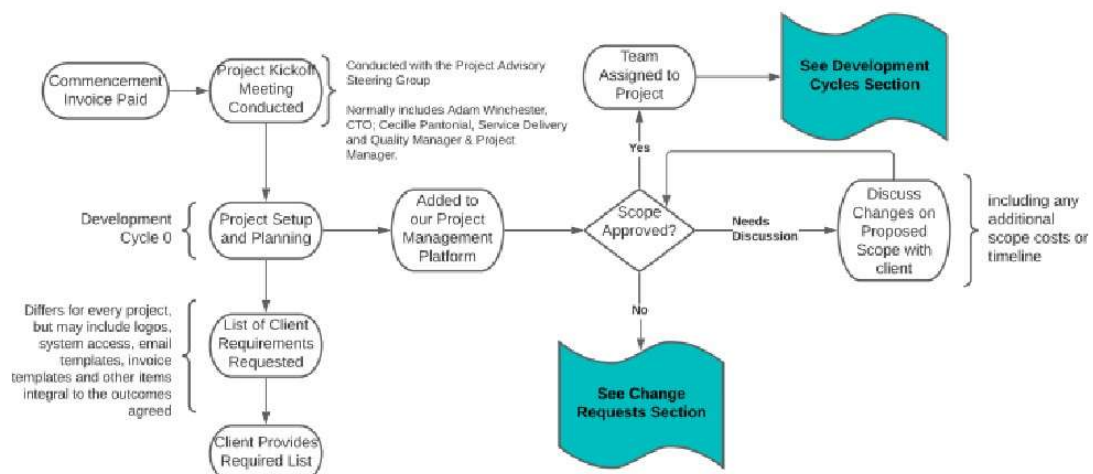 Commencement
Invoice Paid
Project Kickoff
Meeting
Conducted
Conducted with the Project Advisory
Steering Group
Normally includes Adam Winchester,
CTO; Cecille Pantonial, Service Delivery
and Quality Manager & Project
Manager.
Team
Assigned to
Project
See Development
Cycles Section
Yes
Development
Cycle 0
Project Setup
and Planning
Added to
our Project
Management
Platform
Scope
Approved?
Needs
Discussion
Discuss
Changes on
Proposed
Scope with
client
including any
additional
scope costs or
timeline
No
Differs for every project,
but may include logos,
system access, email
templates, invoice
templates and other items
integral to the outcomes
agreed
List of Client
Requirements
Requested
See Change
Requests Section
Client Provides
Required List